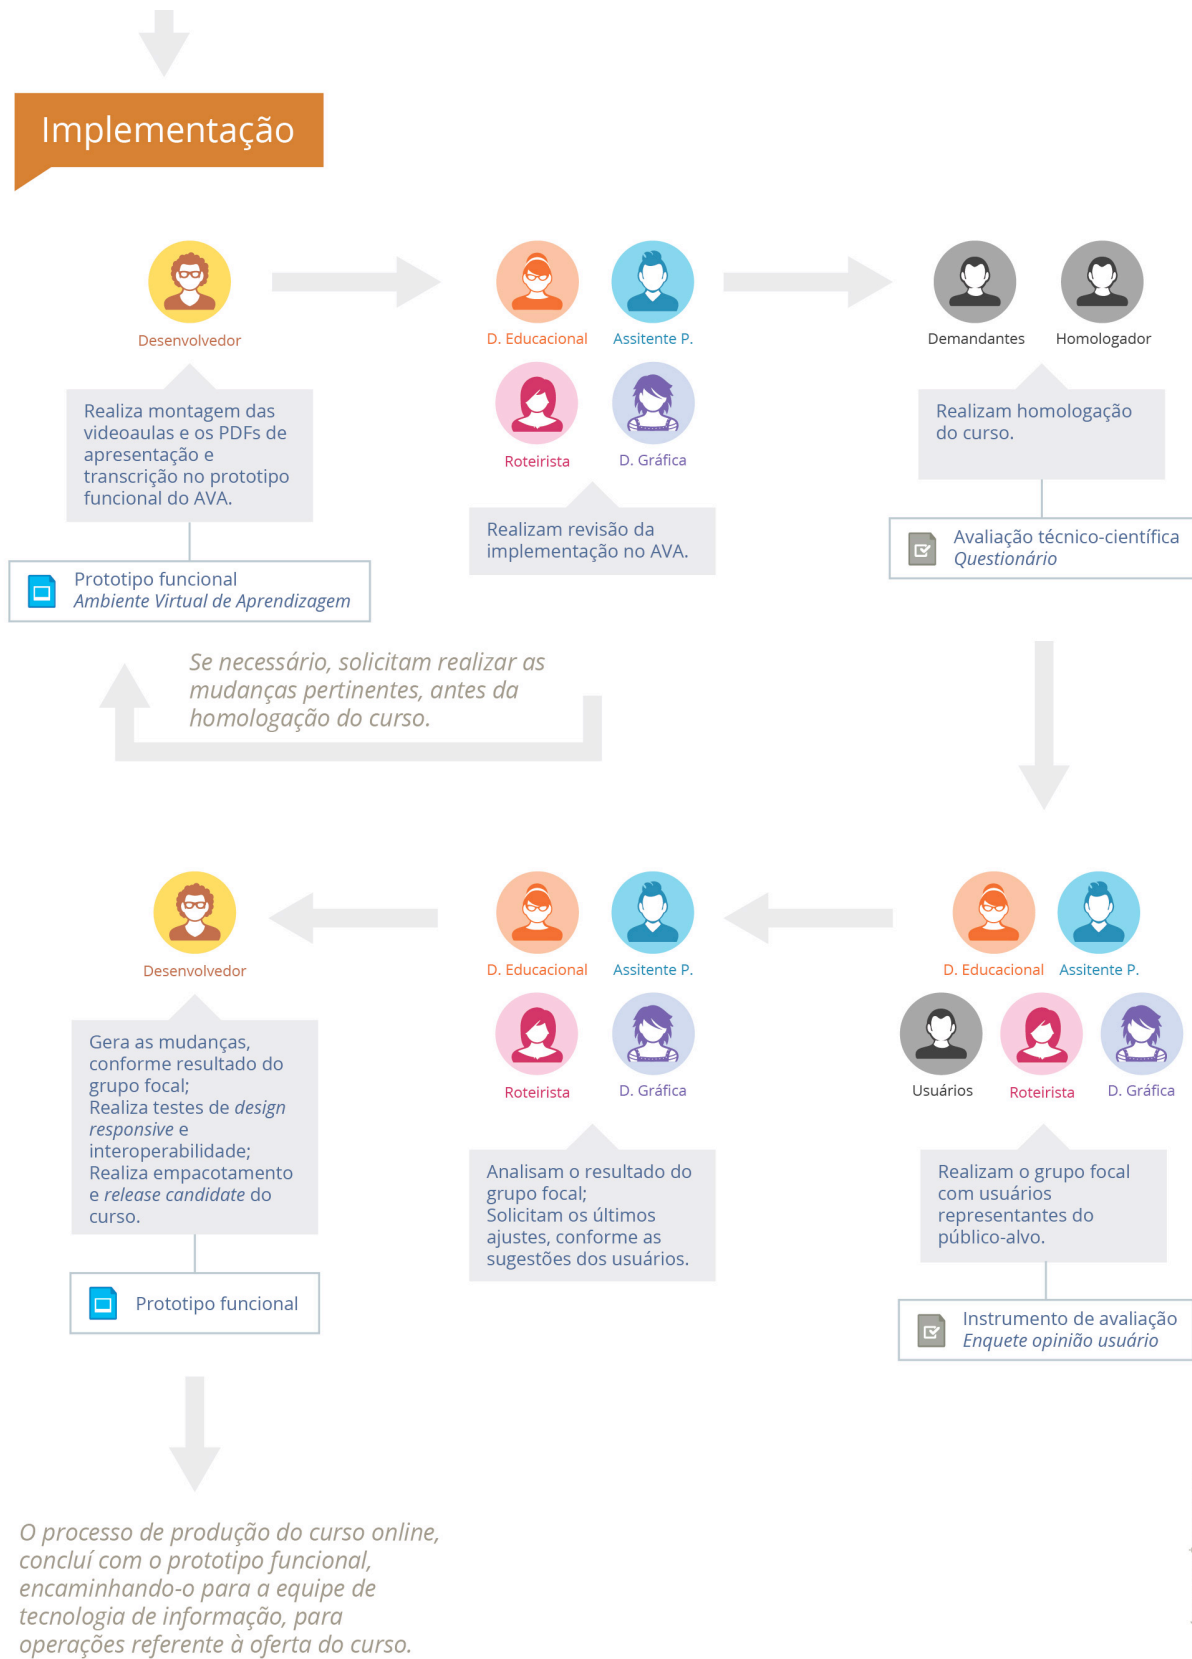 Implementação
Desenvolvedor
Realiza montagem das
videoaulas e os PDFs de
apresentação e
transcrição no prototipo
funcional do AVA.
Prototipo funcional
Ambiente Virtual de Aprendizagem
D. Educacional
Assitente P.
Roteirista
D. Gráfica
Realizam revisão da
implementação no AVA.
Demandantes
Homologador
Realizam homologação
do curso.
Avaliação técnico-científica
Questionário
Se necessário, solicitam realizar as
mudanças pertinentes, antes da
homologação do curso.
D. Educacional
Assitente P.
Usuários
Roteirista
D. Gráfica
Realizam o grupo focal
com usuários
representantes do
público-alvo.
Instrumento de avaliação
Enquete opinião usuário
D. Educacional
Assitente P.
Roteirista
D. Gráfica
Analisam o resultado do
grupo focal;
Solicitam os últimos
ajustes, conforme as
sugestões dos usuários.
Desenvolvedor
Gera as mudanças,
conforme resultado do
grupo focal;
Realiza testes de design
responsive e
interoperabilidade;
Realiza empacotamento
e release candidate do
curso.
Prototipo funcional
O processo de produção do curso online,
concluí com o prototipo funcional,
encaminhando-o para a equipe de
tecnologia de informação, para
operações referente à oferta do curso.